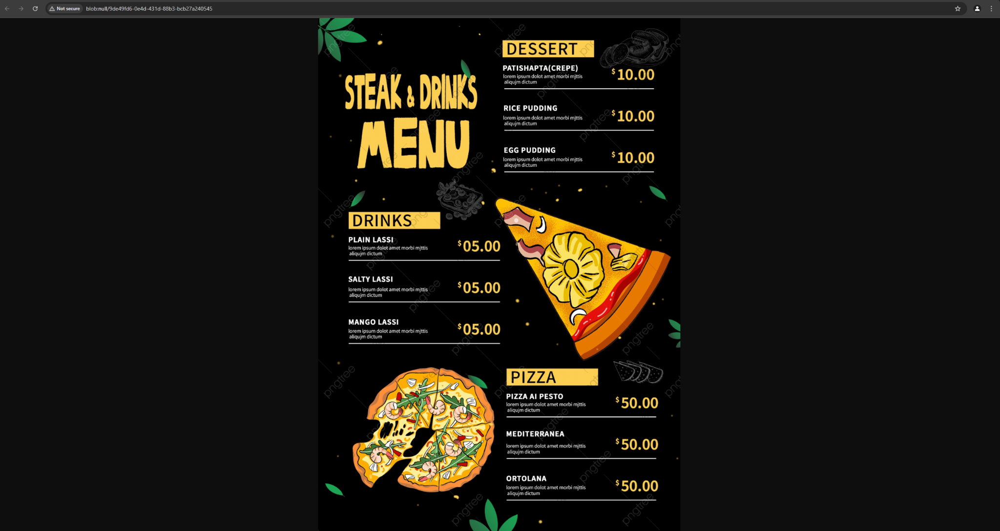 Not secure
blob:null/9de49fd6-0e4d-431d-88b3-bcb27a240545
STEAK & DRINKS
MENU
DESSERT
PATISHAPTA(CREPE)
lorem ipsum dolot amet morbi mjttis
aliqujm dictum
$10.00
RICE PUDDING
lorem ipsum dolot amet morbi mjttis
aliqujm dictum
$10.00
EGG PUDDING
lorem ipsum dolot amet morbi mjttis
aliqujm dictum
$10.00
DRINKS
PLAIN LASSI
lorem ipsum dolot amet morbi mjttis
aliqujm dictum
$05.00
SALTY LASSI
lorem ipsum dolot amet morbi mjttis
aliqujm dictum
$05.00
MANGO LASSI
lorem ipsum dolot amet morbi mjttis
aliqujm dictum
$05.00
PIZZA
PIZZA AI PESTO
lorem ipsum dolot amet morbi mjttis
aliqujm dictum
$50.00
MEDITERRANEA
lorem ipsum dolot amet morbi mjttis
aliqujm dictum
$50.00
ORTOLANA
lorem ipsum dolot amet morbi mjttis
aliqujm dictum
$50.00
pngtree